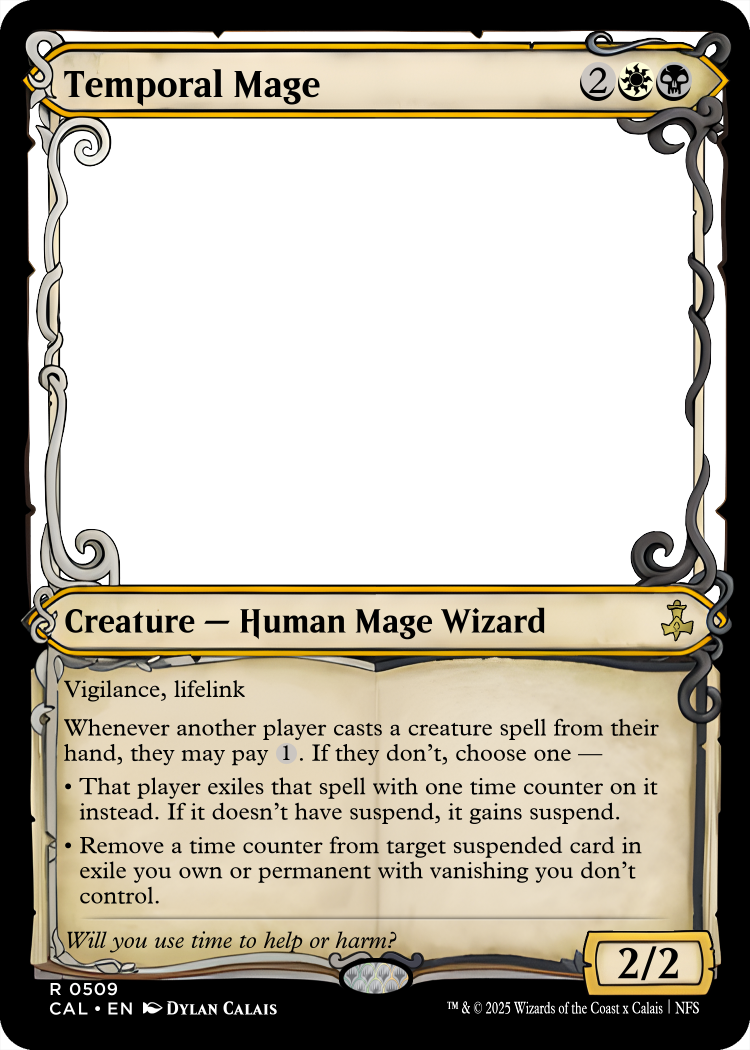 Temporal Mage 2
Creature — Human Mage Wizard
Vigilance, lifelink
Whenever another player casts a creature spell from their
hand, they may pay 1. If they don't, choose one —
• That player exiles that spell with one time counter on it
instead. If it doesn't have suspend, it gains suspend.
• Remove a time counter from target suspended card in
exile you own or permanent with vanishing you don't
control.
Will you use time to help or harm?
2/2
R 0509
CAL • EN DYLAN CALAIS
™ & © 2025 Wizards of the Coast x Calais | NFS